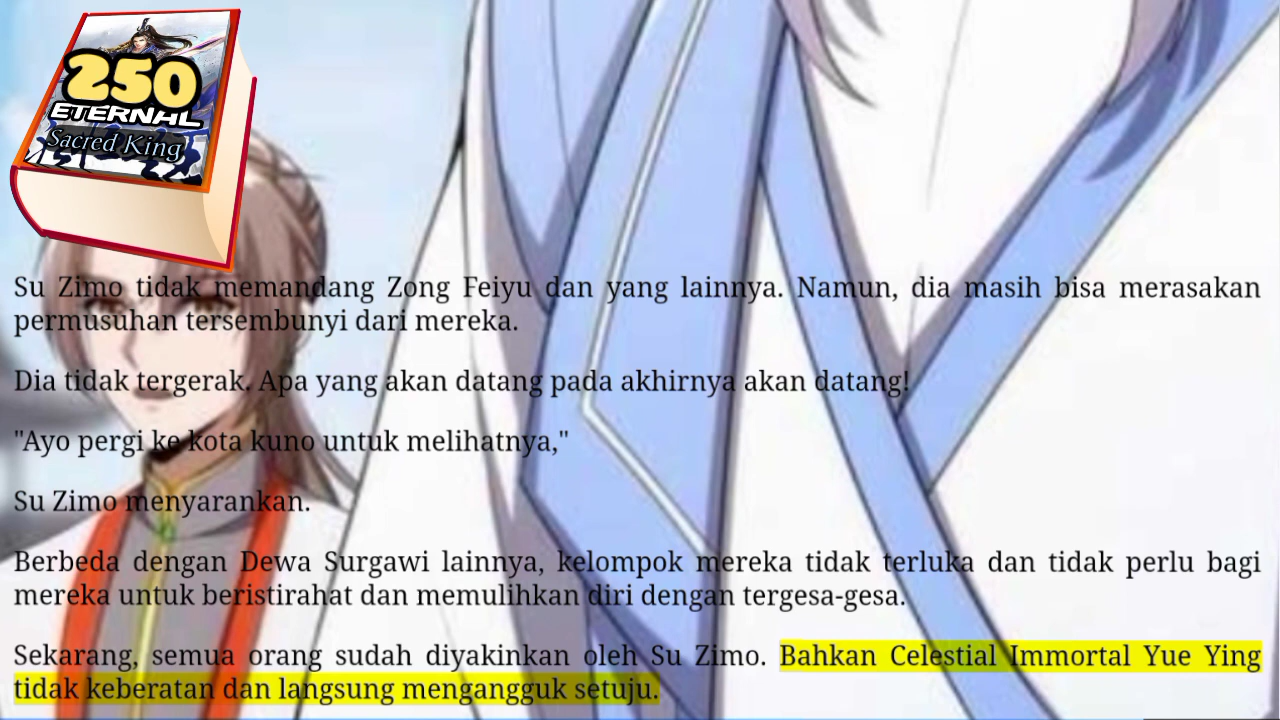 250
ETERNAL
Sacred King
Su Zimo tidak memandang Zong Feiyu dan yang lainnya. Namun, dia masih bisa merasakan
permusuhan tersembunyi dari mereka.
Dia tidak tergerak. Apa yang akan datang pada akhirnya akan datang!
"Ayo pergi ke kota kuno untuk melihatnya,"
Su Zimo menyarankan.
Berbeda dengan Dewa Surgawi lainnya, kelompok mereka tidak terluka dan tidak perlu bagi
mereka untuk beristirahat dan memulihkan diri dengan tergesa-gesa.
Sekarang, semua orang sudah diyakinkan oleh Su Zimo. Bahkan Celestial Immortal Yue Ying
tidak keberatan dan langsung mengangguk setuju.